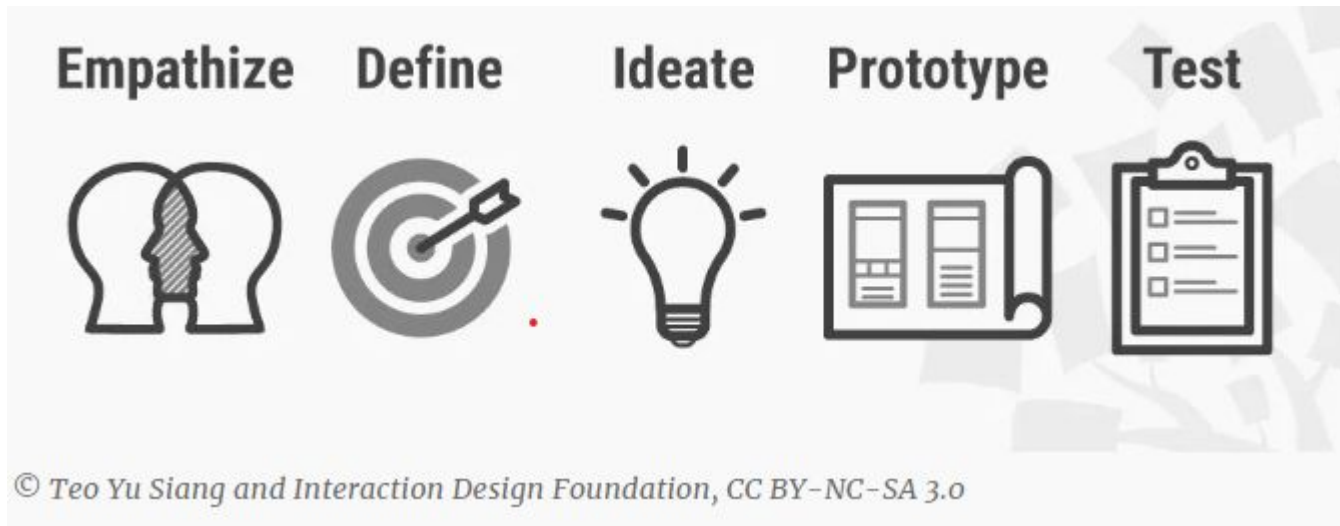 Empathize Define Ideate Prototype Test
© Teo Yu Siang and Interaction Design Foundation, CC BY-NC-SA 3.0